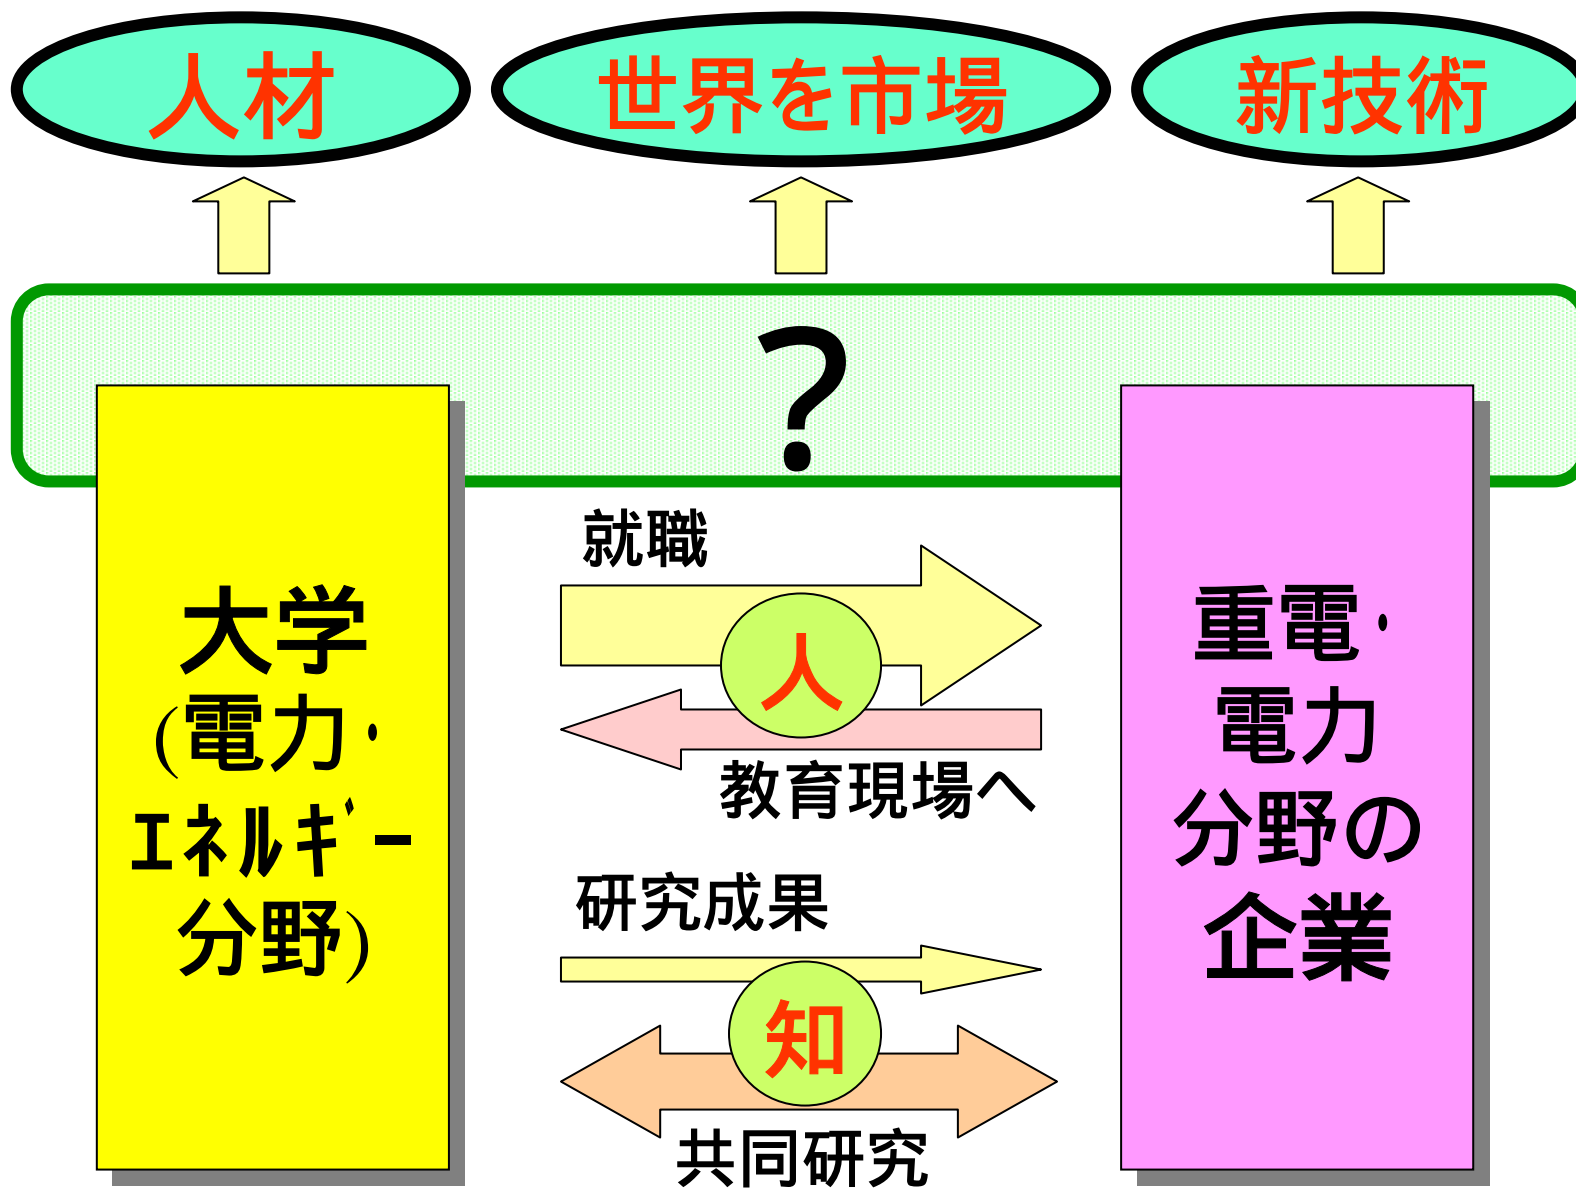 人材
世界を市場
新技術
?
大学
(電力・
ｴﾈﾙｷﾞｰ
分野)
就職
人
教育現場へ
研究成果
知
共同研究
重電・
電力
分野の
企業